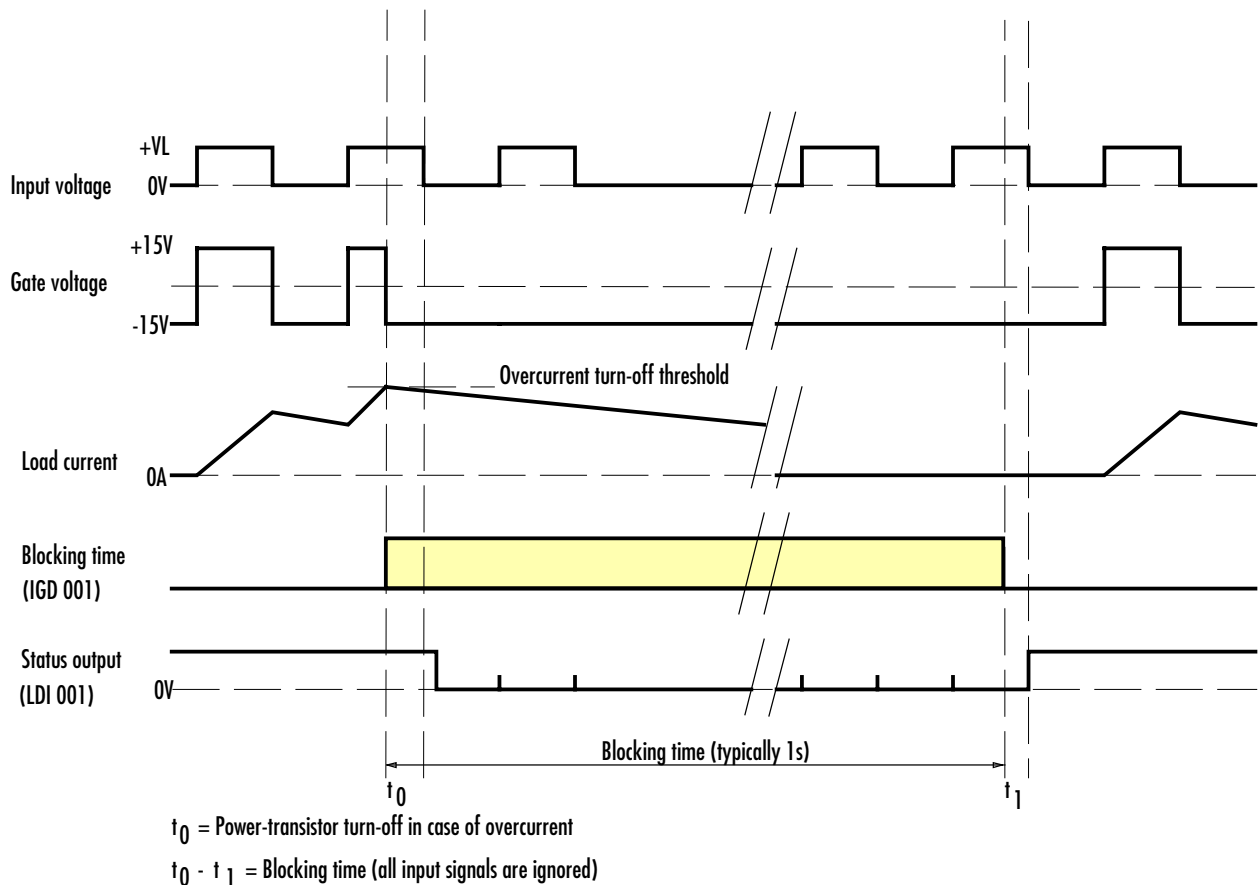 +VL
Input voltage
0V
+15V
Gate voltage
-15V
Overcurrent turn-off threshold
Load current
0A
Blocking time
(IGD 001)
Status output
(LDI 001)
0V
Blocking time (typically 1s)
t0
t1
t0 = Power-transistor turn-off in case of overcurrent
t0 - t1 = Blocking time (all input signals are ignored)